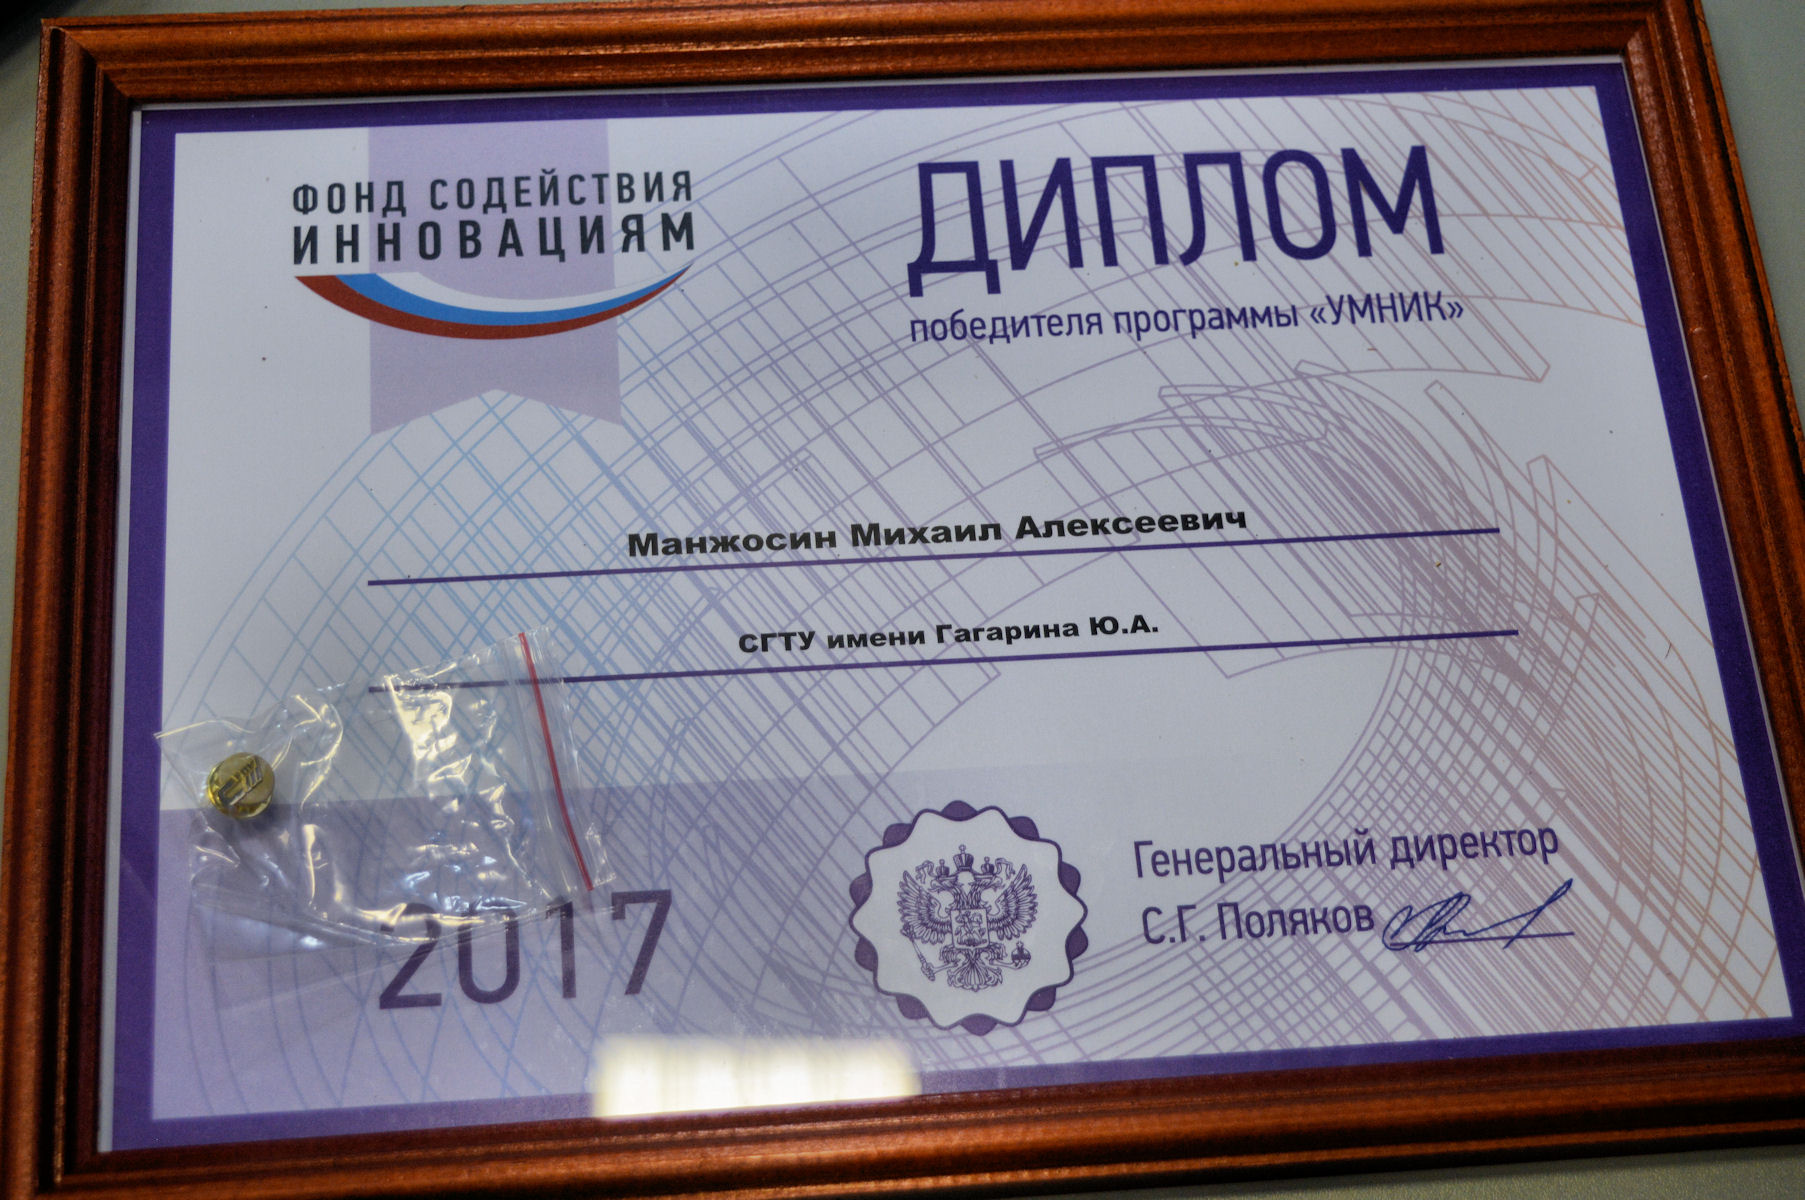 ФОНД СОДЕЙСТВИЯ
ИННОВАЦИЯМ
ДИПЛОМ
победителя программы «УМНИК»
Манжосин Михаил Алексеевич
СГТУ имени Гагарина Ю.А.
2017
Генеральный директор
С.Г. Поляков